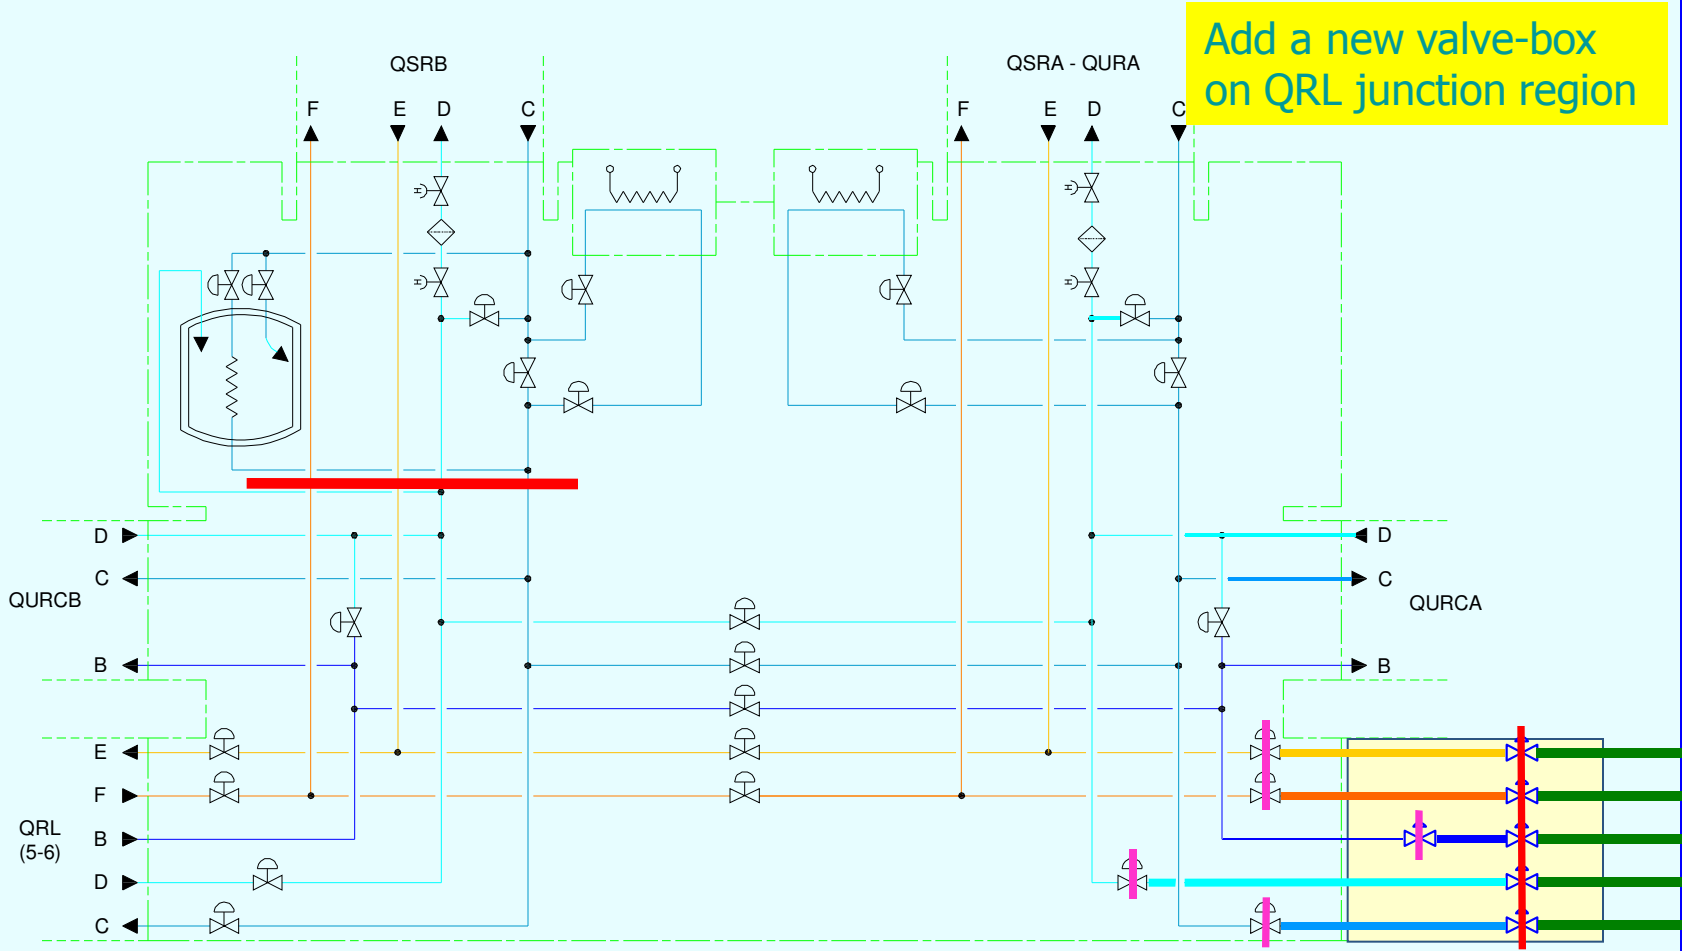 Add a new valve-box
on QRL junction region
QSRB
QSRA - QURA
F E D C
F E D C
H
H
H
H
D
D
C
C
QURCB
QURCA
B
B
E
F
QRL
(5-6)
B
D
C